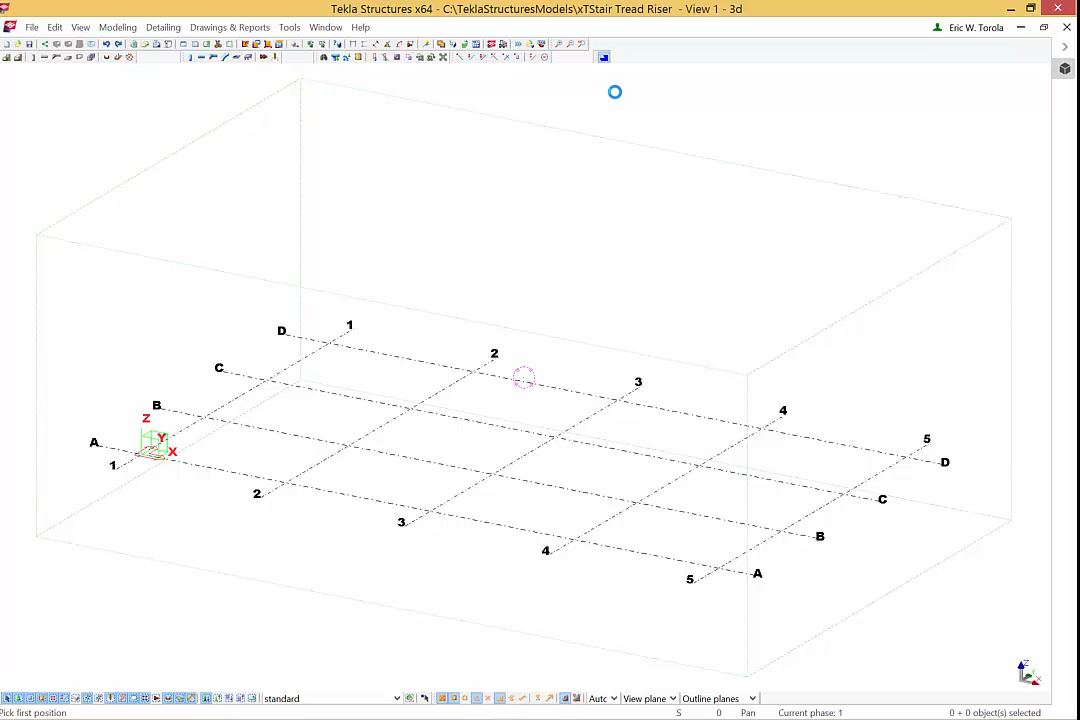 Tekla Structures x64 - C:\TeklaStructuresModels\xTStair Tread Riser - View 1 - 3d
File Edit View Modeling Detailing Drawings & Reports Tools Window Help
Eric W. Torola
1
D
2
C
3
B
4
Z
5
A
Y
X
D
1
2
C
3
B
4
A
5
Z
standard
Auto
View plane
Outline planes
Pick first position
S
0
Pan
Current phase: 1
0 + 0 object(s) selected